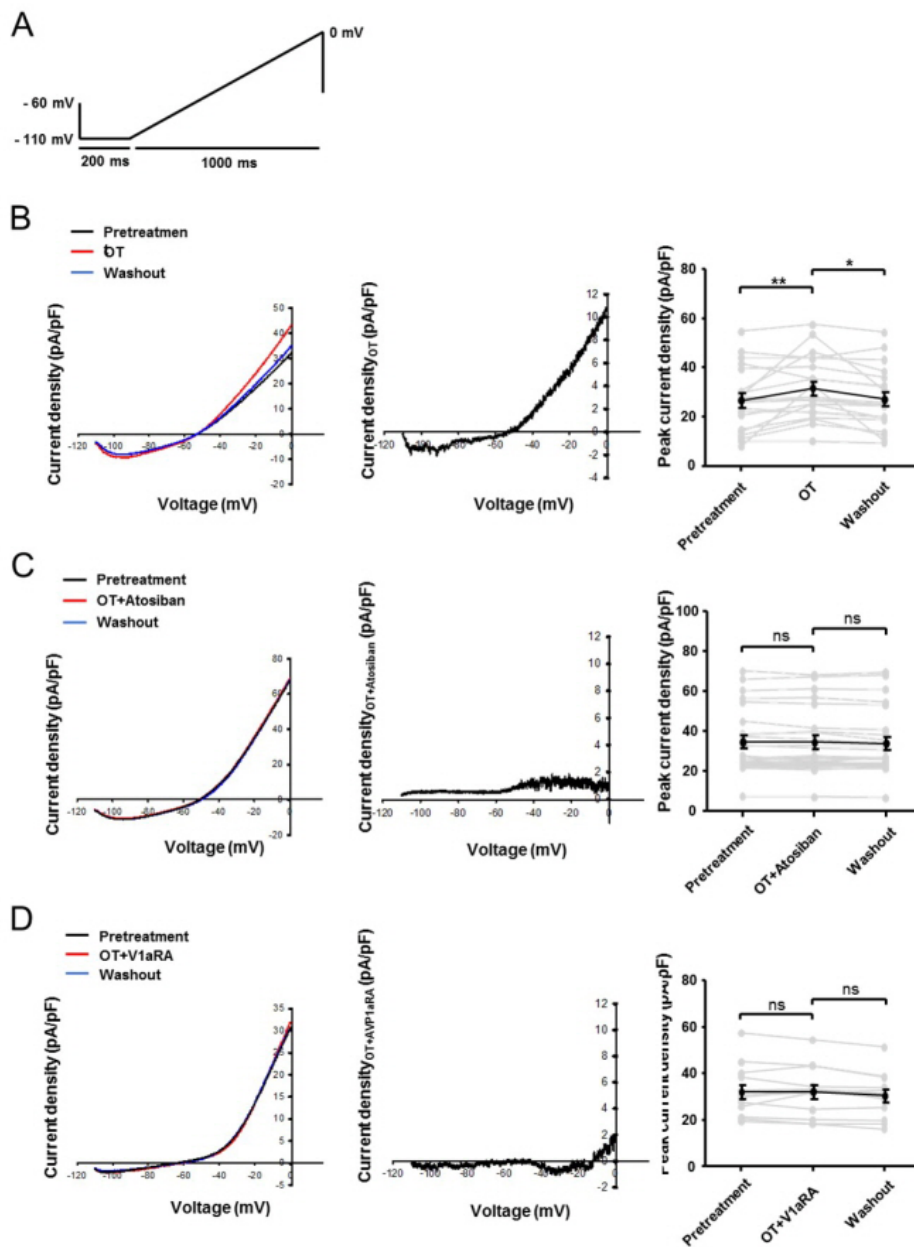 A
0 mV
- 60 mV
- 110 mV
200 ms
1000 ms
B
Pretreatmen
t
OT
Washout
Current density (pA/pF)
50
40
30
20
10
0
-10
-20
-120
-100
-80
-60
-40
-20
0
Voltage (mV)
Current densityOT (pA/pF)
12
10
8
6
4
2
0
-2
-4
-120
-100
-80
-60
-40
-20
0
Voltage (mV)
Peak current density (pA/pF)
80
60
40
20
0
**
*
Pretreatment
OT
Washout
C
Pretreatment
OT+Atosiban
Washout
Current density (pA/pF)
80
60
40
20
0
-20
-120
-100
-80
-60
-40
-20
0
Voltage (mV)
Current densityOT+Atosiban (pA/pF)
12
10
8
6
4
2
0
-120
-100
-80
-60
-40
-20
0
Voltage (mV)
Peak current density (pA/pF)
100
80
60
40
20
0
ns
ns
Pretreatment
OT+Atosiban
Washout
D
Pretreatment
OT+V1aRA
Washout
Current density (pA/pF)
35
30
25
20
15
10
5
0
-5
-120
-100
-80
-60
-40
-20
0
Voltage (mV)
Current densityOT+AVP1aRA (pA/pF)
12
10
8
6
4
2
0
-2
-120
-100
-80
-60
-40
-20
0
Voltage (mV)
Peak current density (pA/pF)
80
60
40
20
0
ns
ns
Pretreatment
OT+V1aRA
Washout